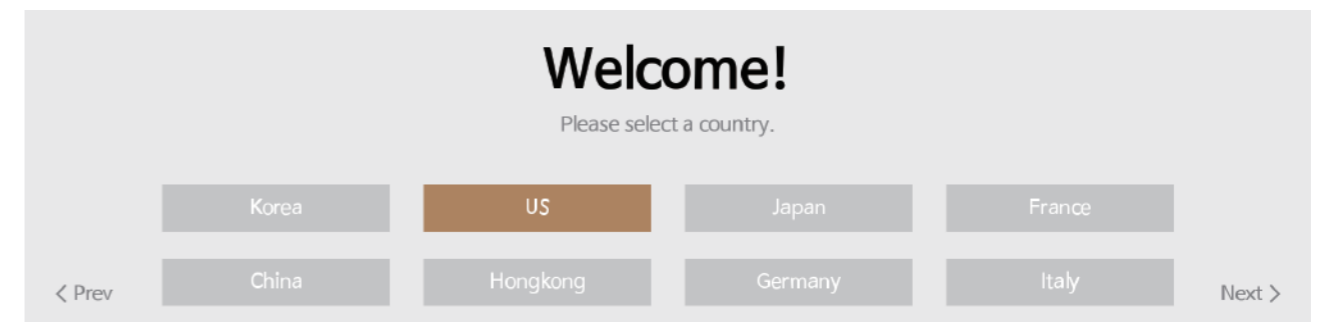 Welcome!
Please select a country.
Korea US Japan France
China Hongkong Germany Italy
< Prev Next >